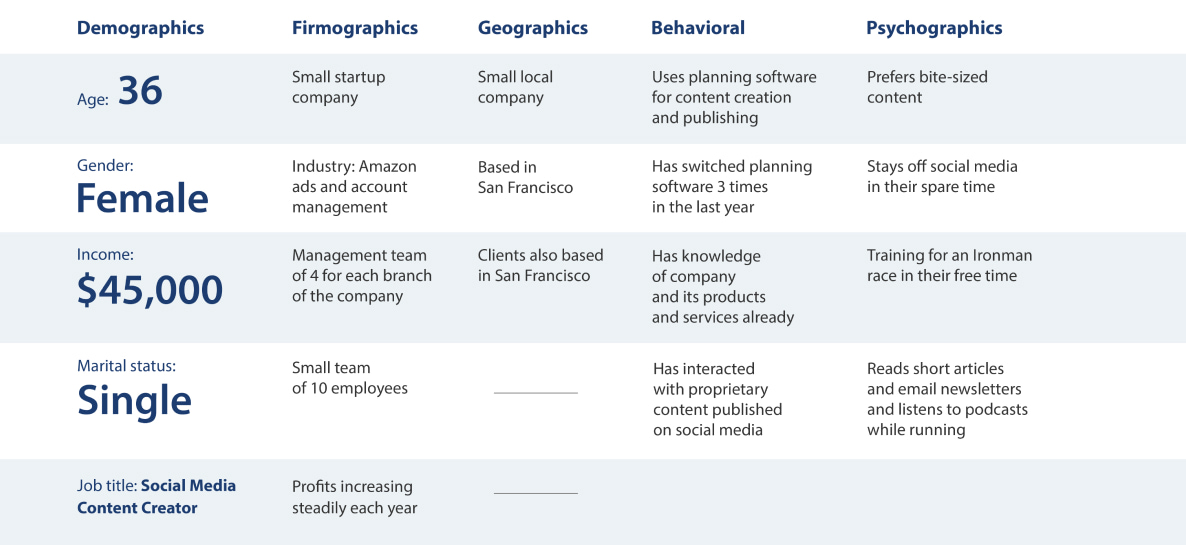 Demographics
Firmographics
Geographics
Behavioral
Psychographics
Age: 36
Small startup
company
Small local
company
Uses planning software
for content creation
and publishing
Prefers bite-sized
content
Gender:
Female
Industry: Amazon
ads and account
management
Based in
San Francisco
Has switched planning
software 3 times
in the last year
Stays off social media
in their spare time
Income:
$45,000
Management team
of 4 for each branch
of the company
Clients also based
in San Francisco
Has knowledge
of company
and its products
and services already
Training for an Ironman
race in their free time
Marital status:
Single
Small team
of 10 employees
Has interacted
with proprietary
content published
on social media
Reads short articles
and email newsletters
and listens to podcasts
while running
Job title: Social Media
Content Creator
Profits increasing
steadily each year